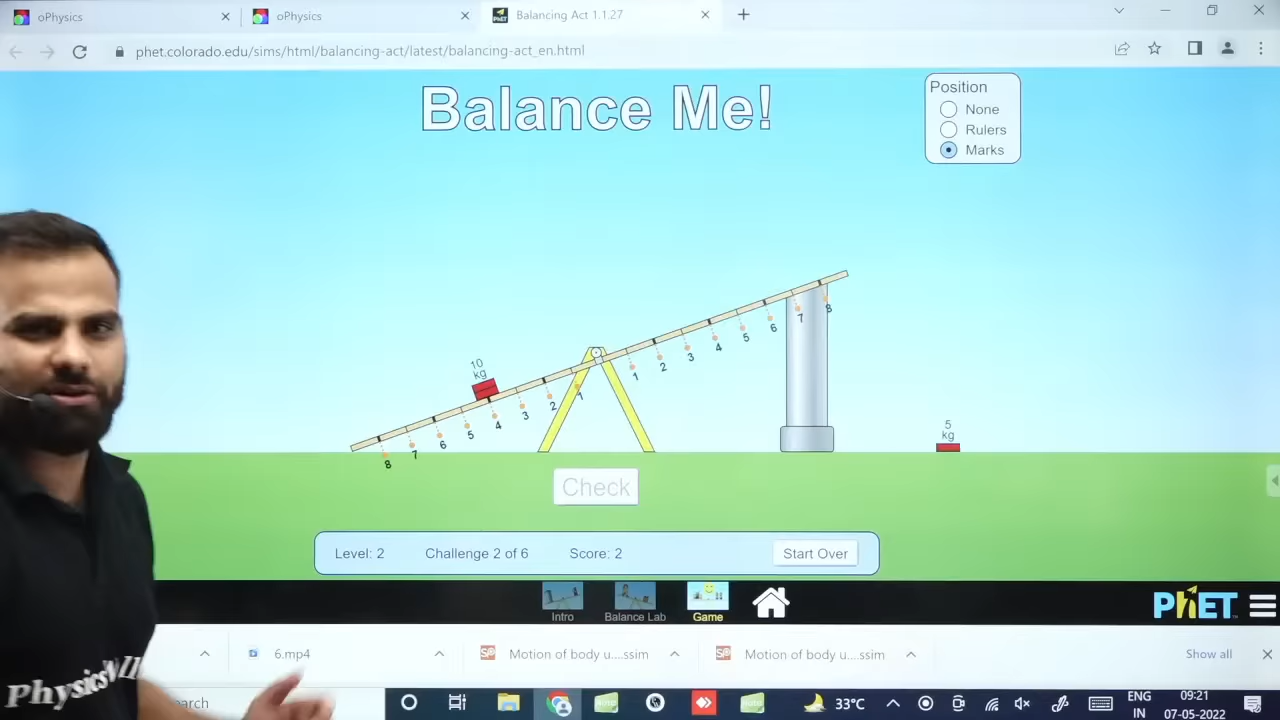 oPhysics
oPhysics
Balancing Act 1.1.27
phet.colorado.edu/sims/html/balancing-act/latest/balancing-act_en.html
Balance Me!
Position
None
Rulers
Marks
10
kg
8 7 6 5 4 3 2 1
1 2 3 4 5 6 7 8
5
kg
Check
Level: 2
Challenge 2 of 6
Score: 2
Start Over
Intro
Balance Lab
Game
PhET
6.mp4
Motion of body u....ssim
Motion of body u....ssim
Show all
33°C
ENG
IN
09:21
07-05-2022